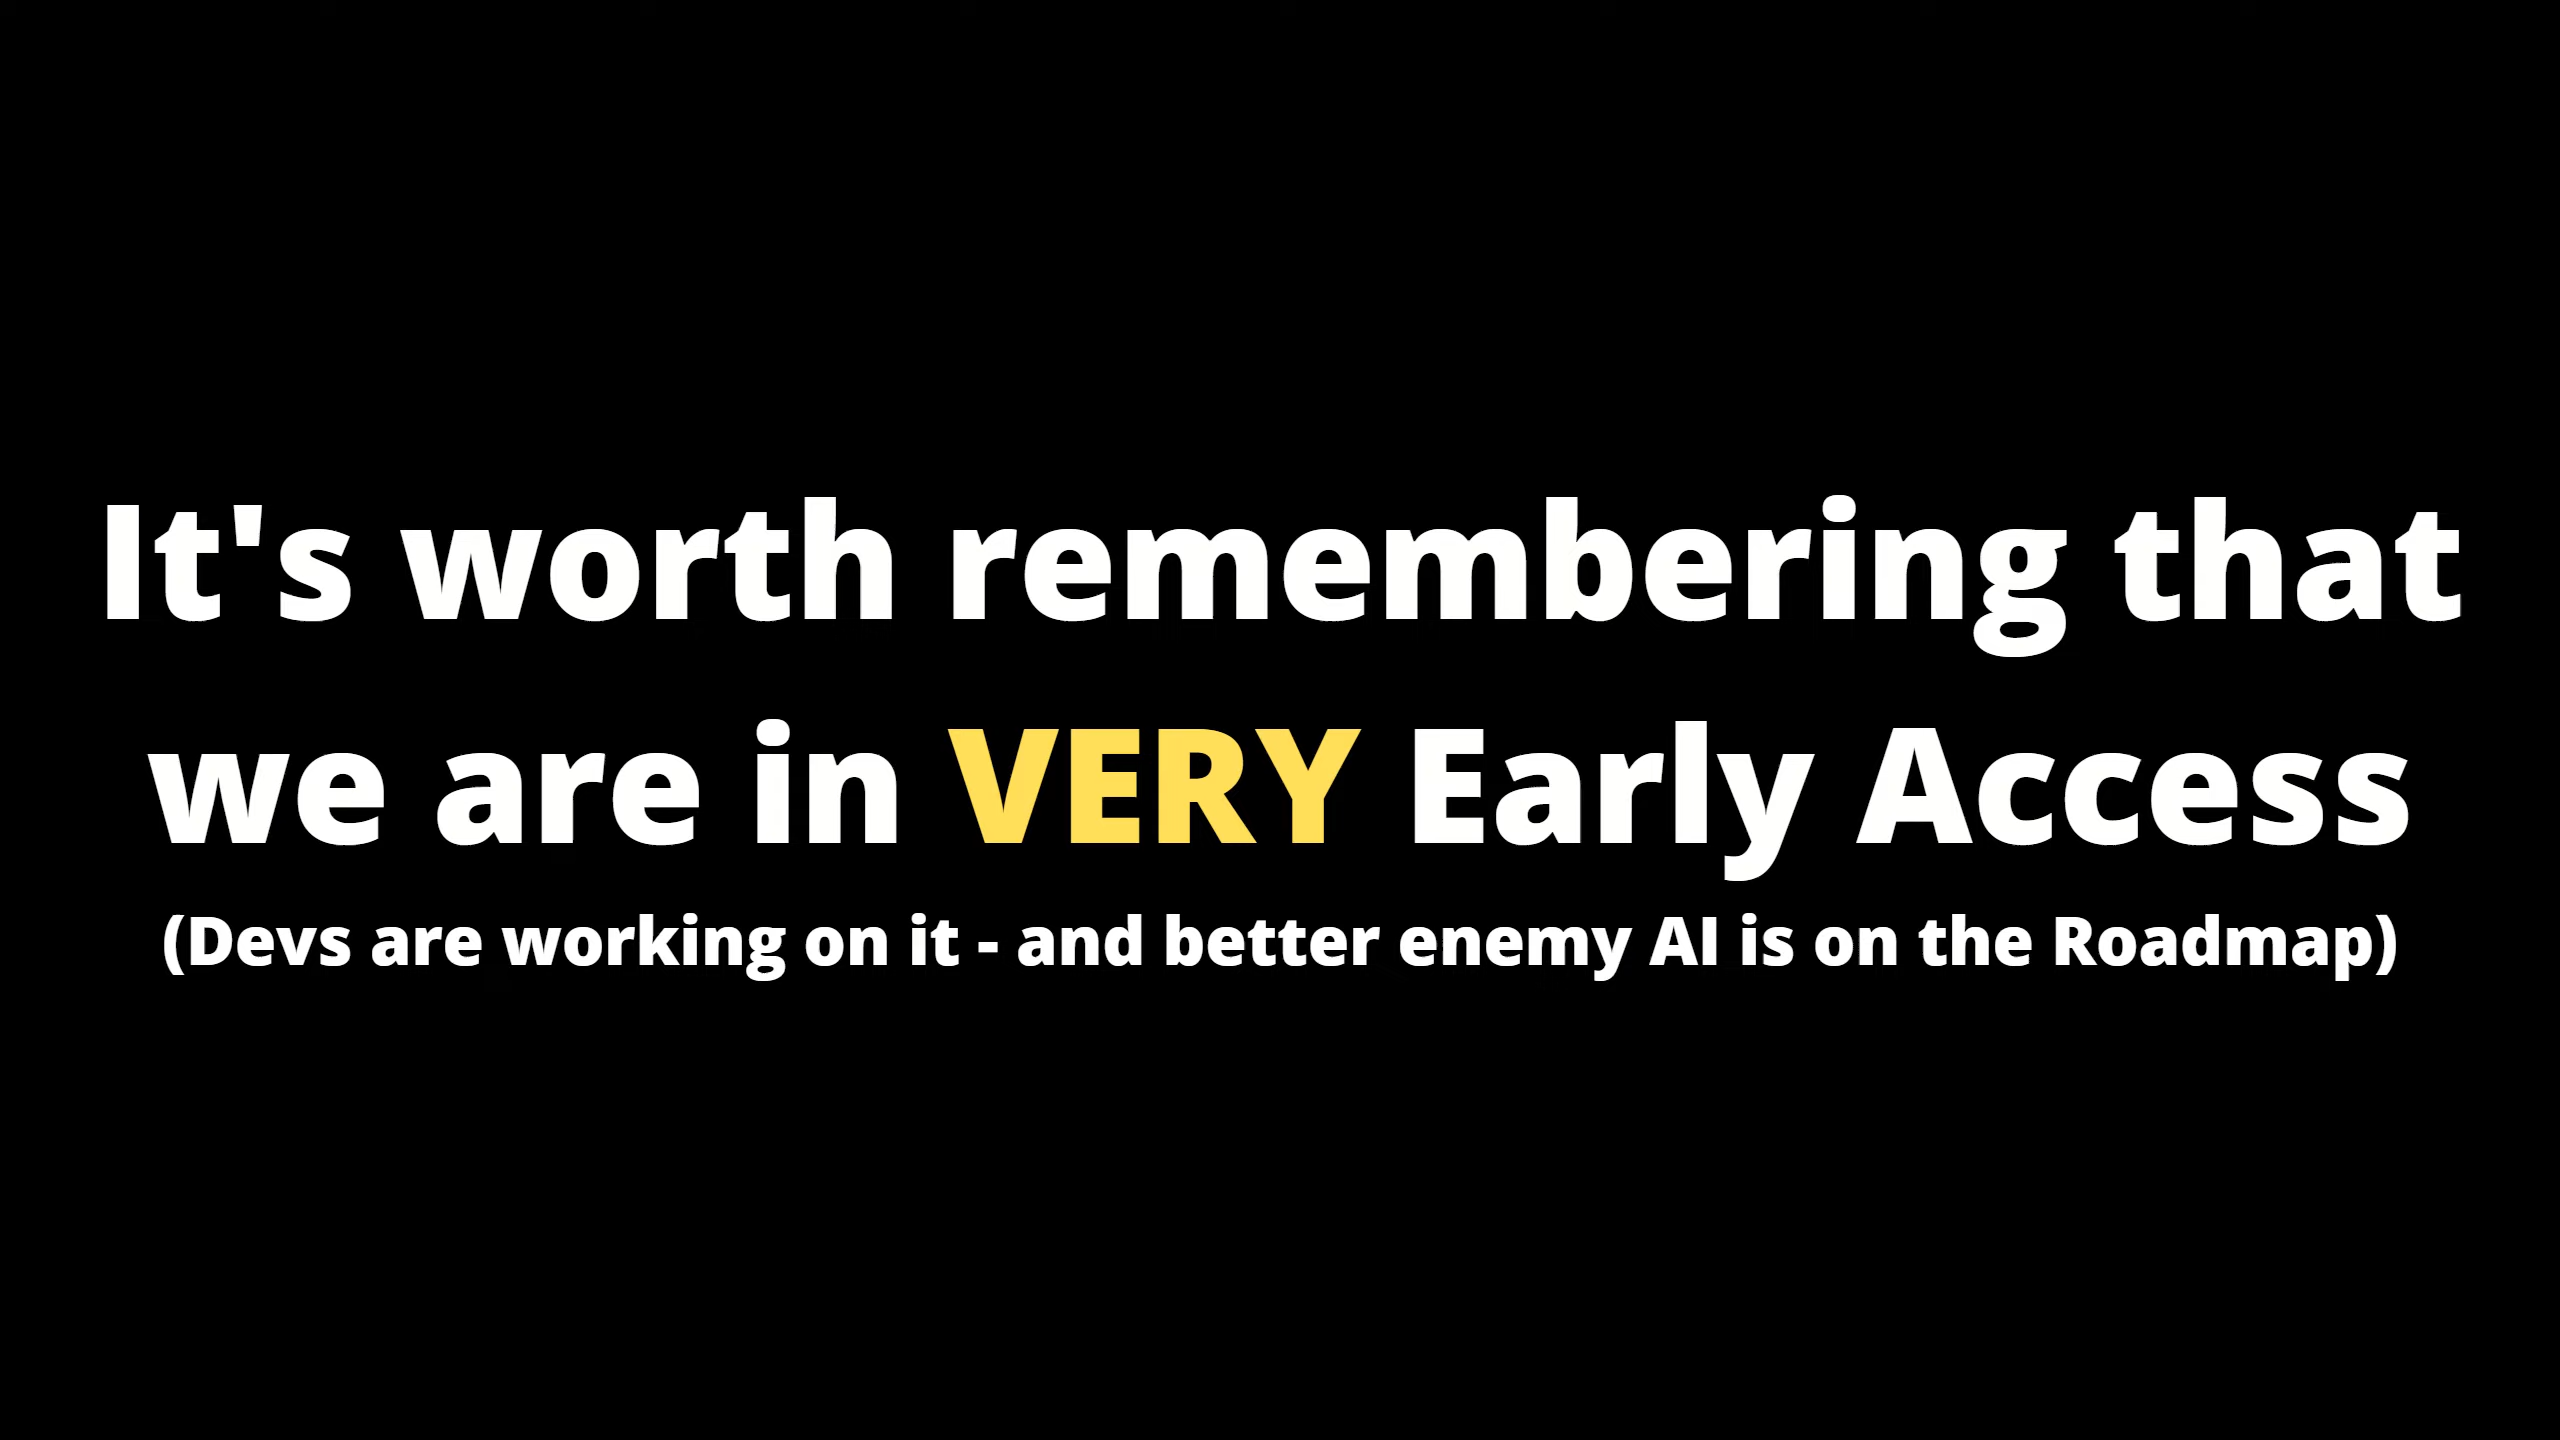 It's worth remembering that
we are in VERY Early Access
(Devs are working on it - and better enemy AI is on the Roadmap)